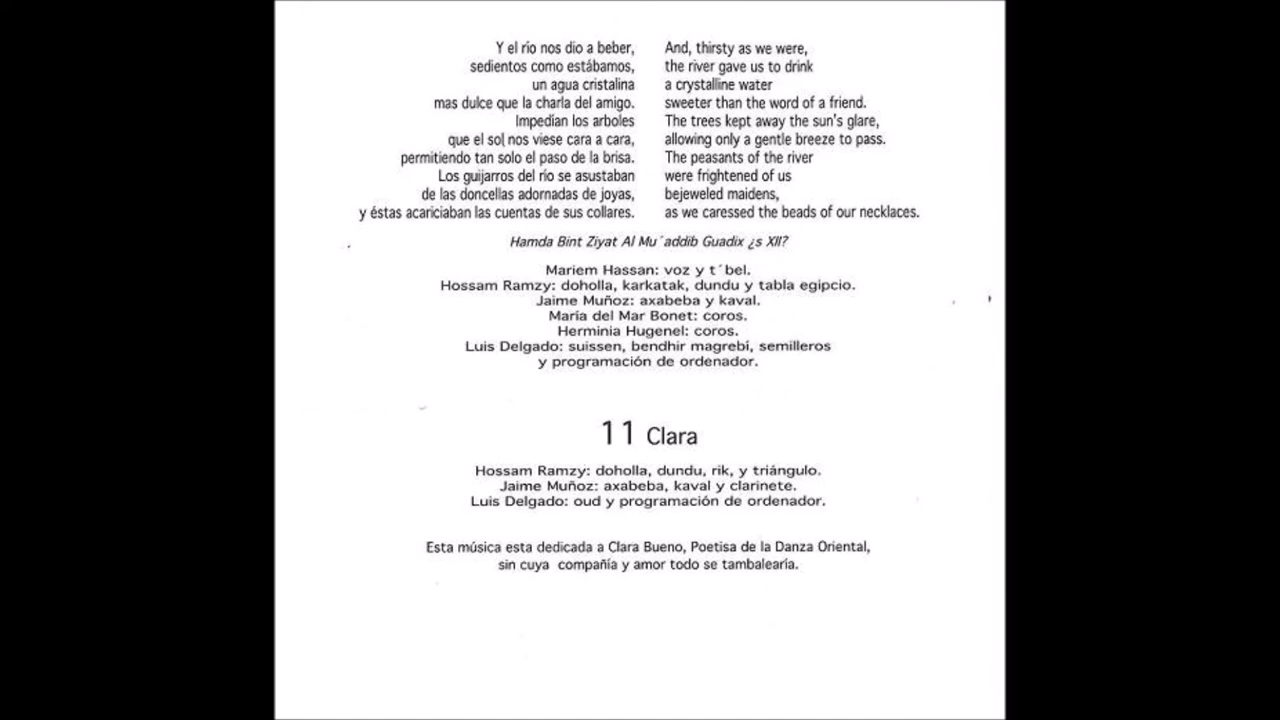 Y el río nos dio a beber,
sedientos como estábamos,
un agua cristalina
mas dulce que la charla del amigo.
Impedían los arboles
que el sol nos viese cara a cara,
permitiendo tan solo el paso de la brisa.
Los guijarros del río se asustaban
de las doncellas adornadas de joyas,
y éstas acariciaban las cuentas de sus collares.
And, thirsty as we were,
the river gave us to drink
a crystalline water
sweeter than the word of a friend.
The trees kept away the sun's glare,
allowing only a gentle breeze to pass.
The peasants of the river
were frightened of us
bejeweled maidens,
as we caressed the beads of our necklaces.
Hamda Bint Ziyat Al Mu´addib Guadix ¿s XII?
Mariem Hassan: voz y t´bel.
Hossam Ramzy: doholla, karkatak, dundu y tabla egipcio.
Jaime Muñoz: axabeba y kaval.
María del Mar Bonet: coros.
Herminia Hugenel: coros.
Luis Delgado: suissen, bendhir magrebí, semilleros
y programación de ordenador.
11 Clara
Hossam Ramzy: doholla, dundu, rik, y triángulo.
Jaime Muñoz: axabeba, kaval y clarinete.
Luis Delgado: oud y programación de ordenador.
Esta música esta dedicada a Clara Bueno, Poetisa de la Danza Oriental,
sin cuya compañía y amor todo se tambalearía.